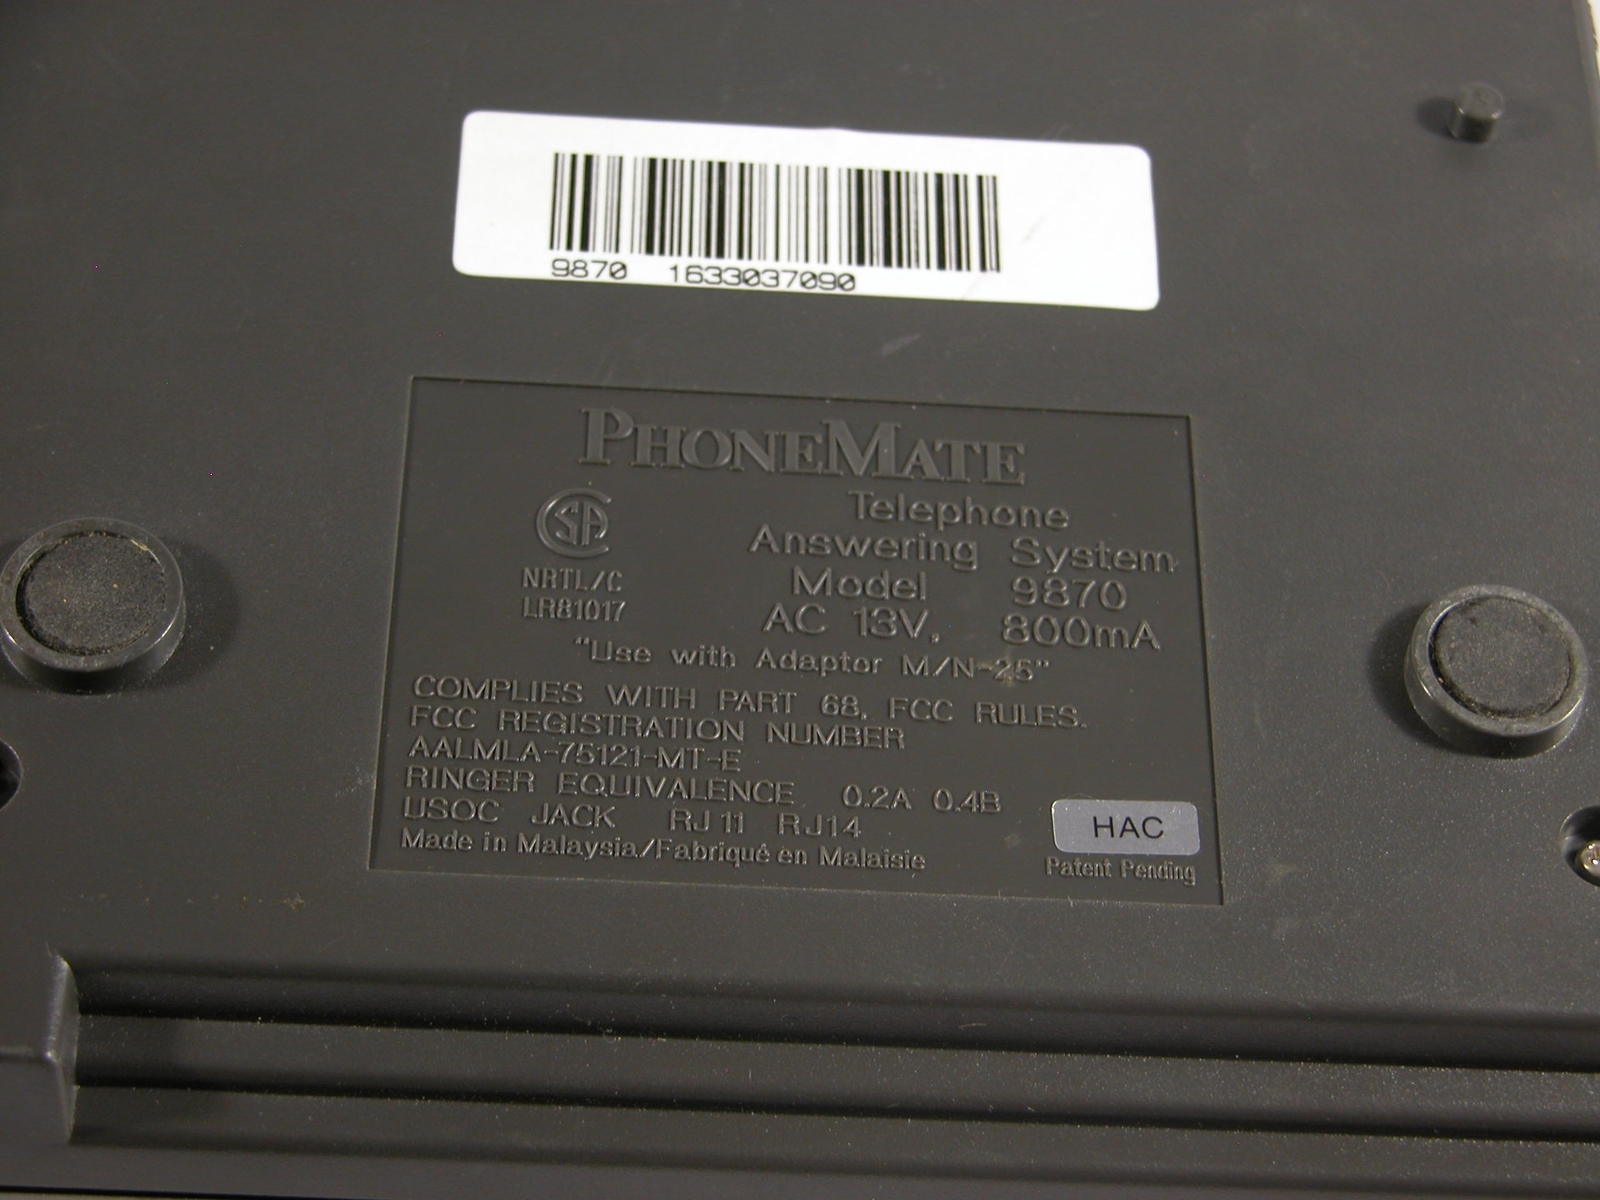 9870 1633037090
PHONEMATE
Telephone
Answering System
Model 9870
AC 13V, 800mA
CSA
NRTL/C
LR81017
"Use with Adaptor M/N-25"
COMPLIES WITH PART 68, FCC RULES.
FCC REGISTRATION NUMBER
AALMLA-75121-MT-E
RINGER EQUIVALENCE 0.2A 0.4B
USOC JACK RJ11 RJ14
Made in Malaysia/Fabriqué en Malaisie
HAC
Patent Pending